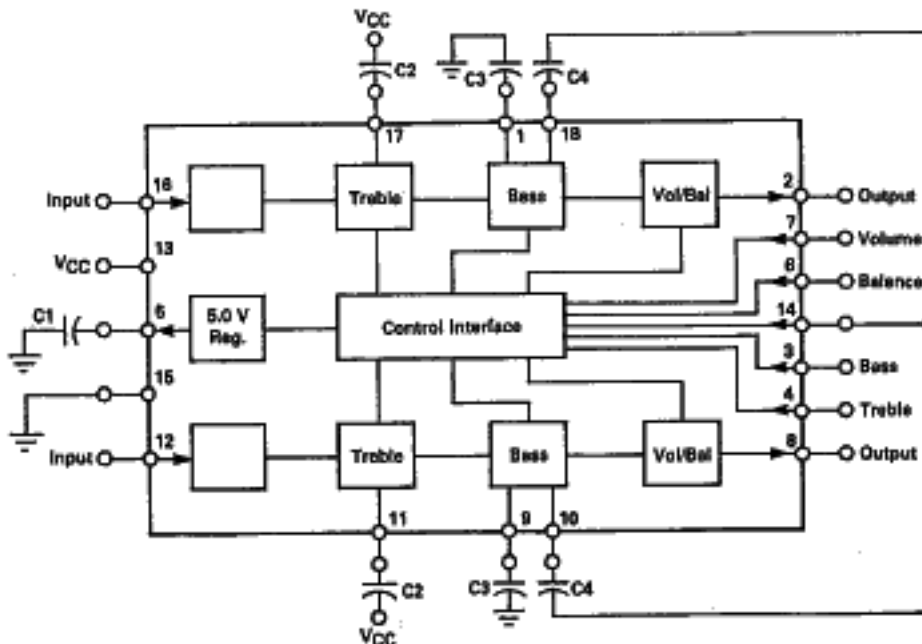 VCC
C2
C3
C4
17
1
18
16
Input
Treble
Bass
Vol/Bal
2
Output
13
VCC
7
Volume
6
Balance
C1
5.0 V
Reg.
Control Interface
14
3
Bass
15
4
Treble
12
Input
Treble
Bass
Vol/Bal
8
Output
11
9
10
C2
C3
C4
VCC